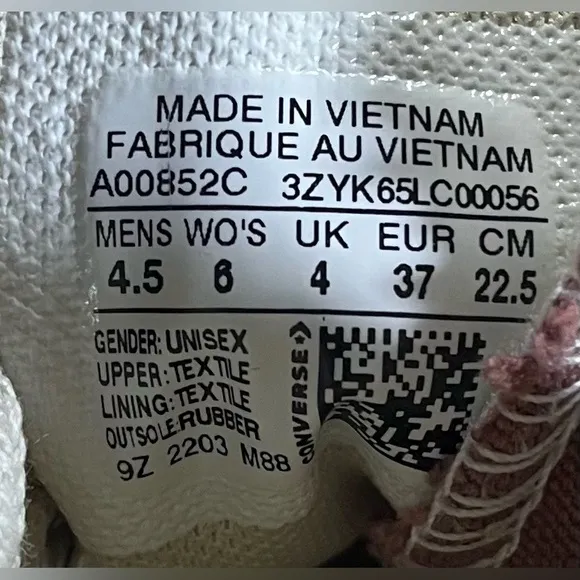 MADE IN VIETNAM
FABRIQUE AU VIETNAM
A00852C 3ZYK65LC00056
MENS WO'S UK EUR CM
4.5 6 4 37 22.5
GENDER: UNISEX
UPPER: TEXTILE
LINING: TEXTILE
OUTSOLE:RUBBER
9Z 2203 M88
CONVERSE